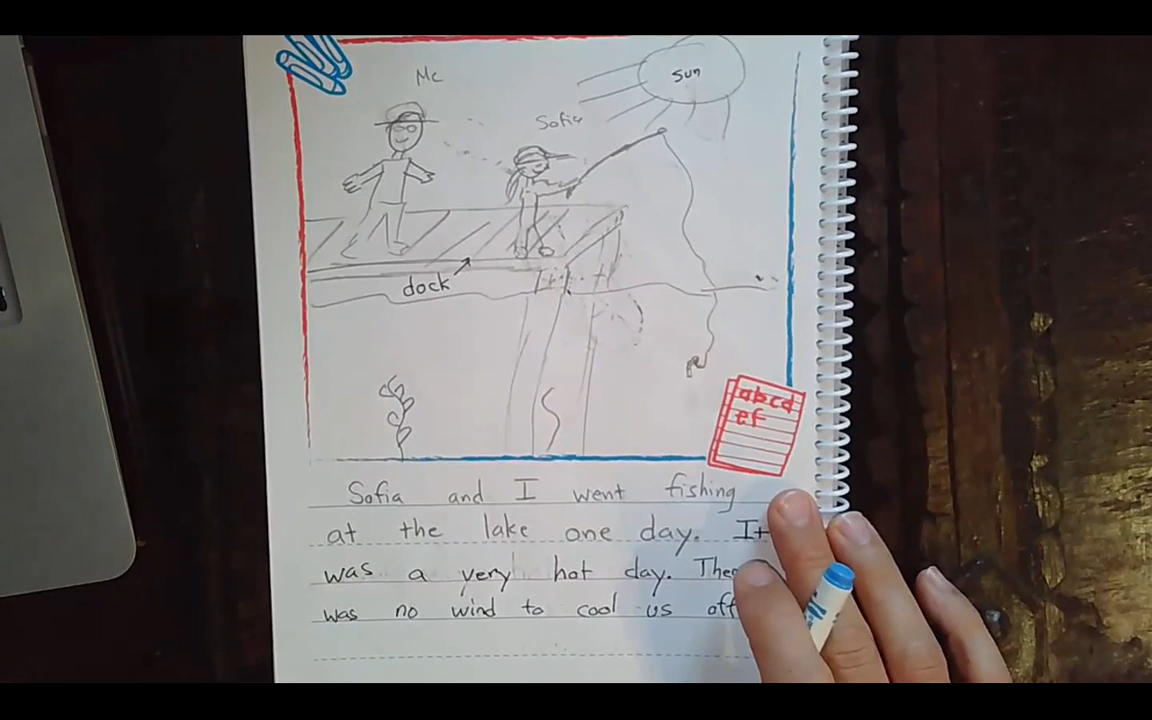 Me
sun
Sofia
dock
abcd
ef
Sofia and I went fishing
at the lake one day. It
was a very hot day.
was no wind to cool us off